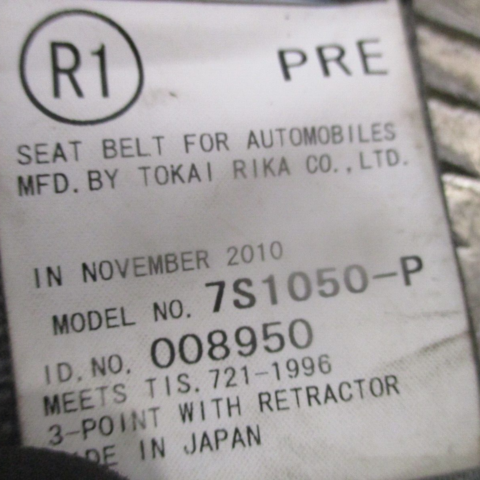 R1 PRE
SEAT BELT FOR AUTOMOBILES
MFD. BY TOKAI RIKA CO., LTD.
IN NOVEMBER 2010
MODEL NO. 7S1050-P
ID. NO. 008950
MEETS TIS. 721-1996
3-POINT WITH RETRACTOR
IN JAPAN